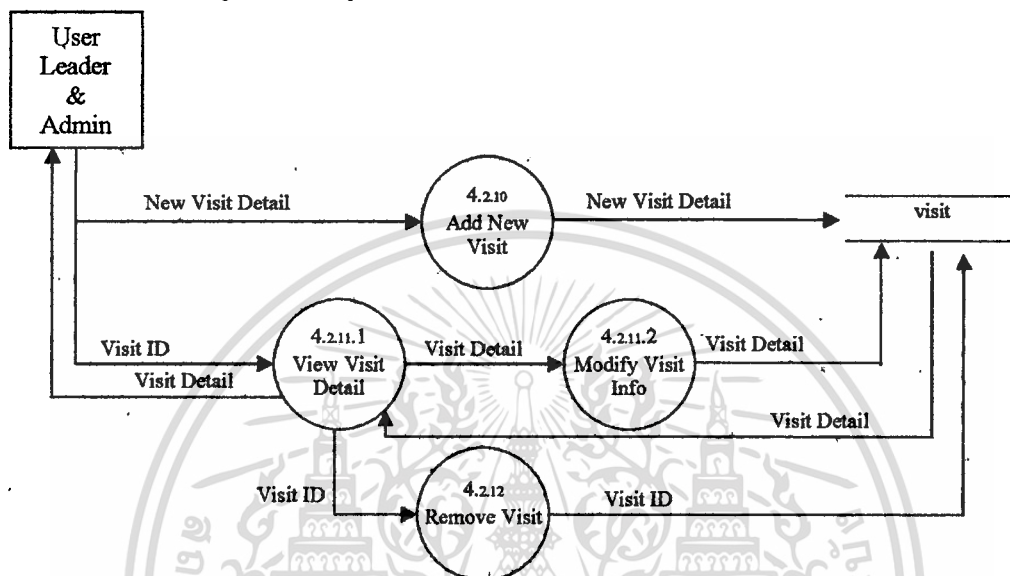 User
Leader
&
Admin
New Visit Detail
4.2.10
Add New
Visit
New Visit Detail
visit
Visit ID
Visit Detail
4.2.11.1
View Visit
Detail
Visit Detail
4.2.11.2
Modify Visit
Info
Visit Detail
Visit Detail
Visit ID
4.2.12
Remove Visit
Visit ID